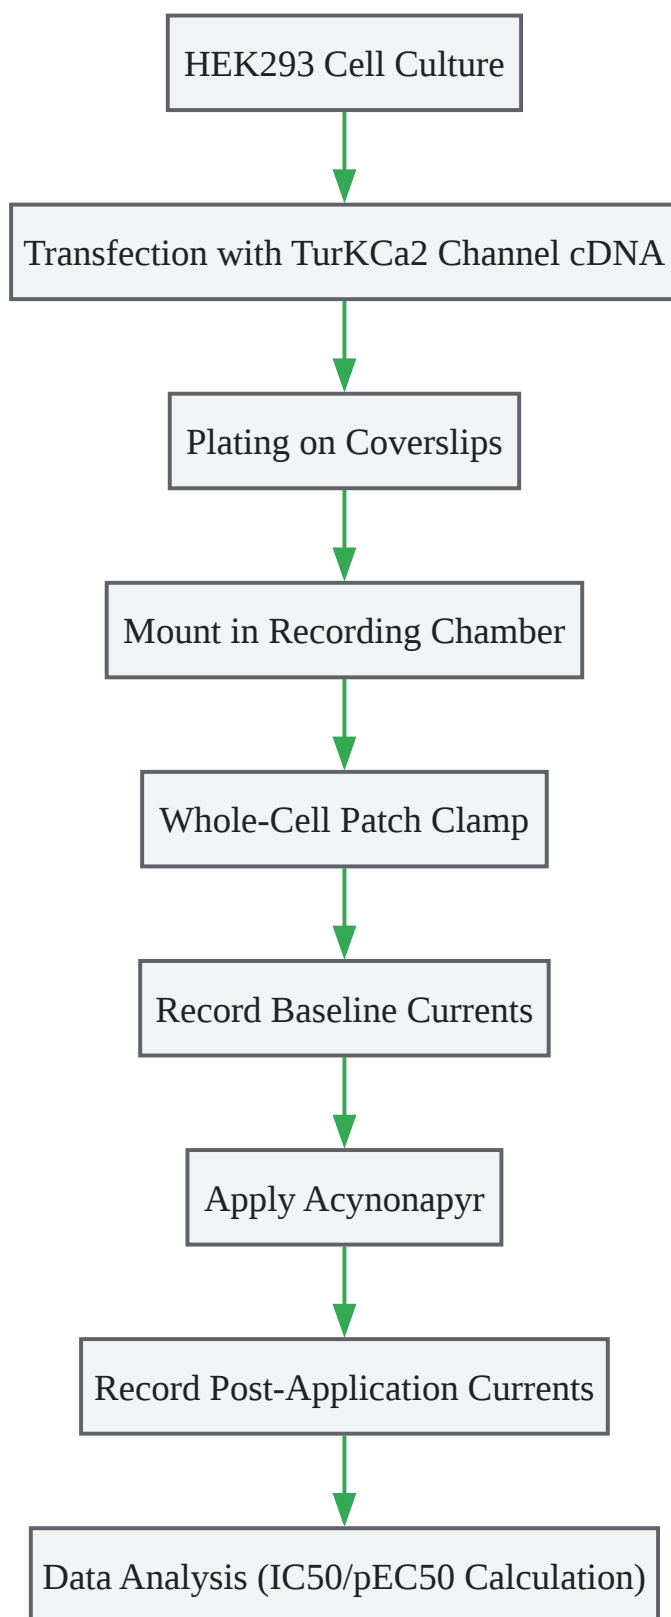 HEK293 Cell Culture
Transfection with TurKCa2 Channel cDNA
Plating on Coverslips
Mount in Recording Chamber
Whole-Cell Patch Clamp
Record Baseline Currents
Apply Acynonapyr
Record Post-Application Currents
Data Analysis (IC50/pEC50 Calculation)